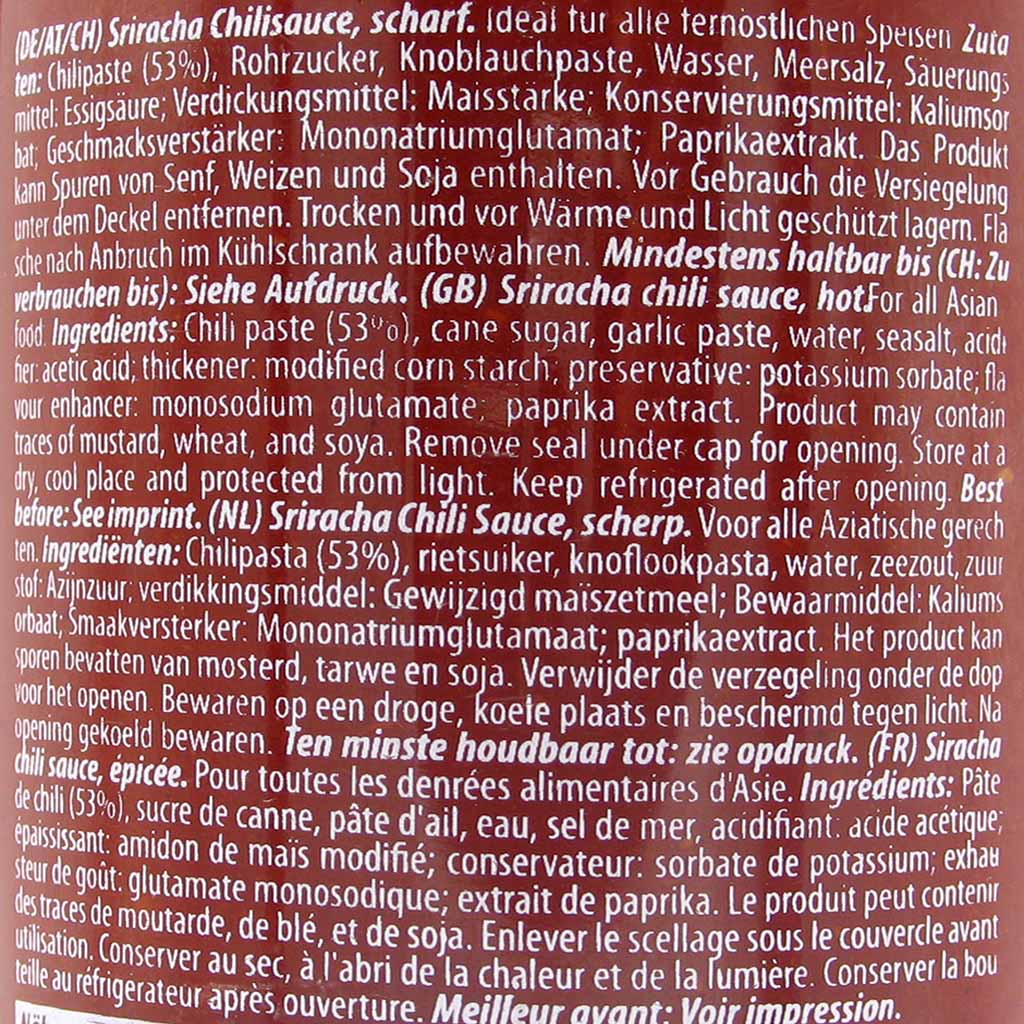 (DE/AT/CH) Sriracha Chilisauce, scharf. Ideal für alle fernöstlichen Speisen Zuta
ten: Chilipaste (53%), Rohrzucker, Knoblauchpaste, Wasser, Meersalz, Säuerungs
mittel: Essigsäure; Verdickungsmittel: Maisstärke; Konservierungsmittel: Kaliumsor
bat; Geschmacksverstärker: Mononatriumglutamat; Paprikaextrakt. Das Produkt
kann Spuren von Senf, Weizen und Soja enthalten. Vor Gebrauch die Versiegelung
unter dem Deckel entfernen. Trocken und vor Wärme und Licht geschützt lagern. Fla
sche nach Anbruch im Kühlschrank aufbewahren. Mindestens haltbar bis (CH: Zu
verbrauchen bis): Siehe Aufdruck. (GB) Sriracha chili sauce, hot.For all Asian
food. Ingredients: Chili paste (53%), cane sugar, garlic paste, water, seasalt, acidi
fier: acetic acid; thickener: modified corn starch; preservative: potassium sorbate; fla
vour enhancer: monosodium glutamate; paprika extract. Product may contain
traces of mustard, wheat, and soya. Remove seal under cap for opening. Store at a
dry, cool place and protected from light. Keep refrigerated after opening. Best
before: See imprint. (NL) Sriracha Chili Sauce, scherp. Voor alle Aziatische gerech
ten. Ingrediënten: Chilipasta (53%), rietsuiker, knoflookpasta, water, zeezout, zuur
stof: Azijnzuur; verdikkingsmiddel: Gewijzigd maïszetmeel; Bewaarmiddel: Kaliums
orbaat; Smaakversterker: Mononatriumglutamaat; paprikaextract. Het product kan
sporen bevatten van mosterd, tarwe en soja. Verwijder de verzegeling onder de dop
voor het openen. Bewaren op een droge, koele plaats en beschermd tegen licht. Na
opening gekoeld bewaren. Ten minste houdbaar tot: zie opdruck. (FR) Siracha
chili sauce, épicée. Pour toutes les denrées alimentaires d'Asie. Ingrédients: Pâte
de chili (53%), sucre de canne, pâte d'ail, eau, sel de mer, acidifiant: acide acétique;
épaississant: amidon de maïs modifié; conservateur: sorbate de potassium; exhau
steur de goût: glutamate monosodique; extrait de paprika. Le produit peut contenir
des traces de moutarde, de blé, et de soja. Enlever le scellage sous le couvercle avant
utilisation. Conserver au sec, à l'abri de la chaleur et de la lumière. Conserver la bou
teille au réfrigerateur après ouverture. Meilleur avant: Voir impression.